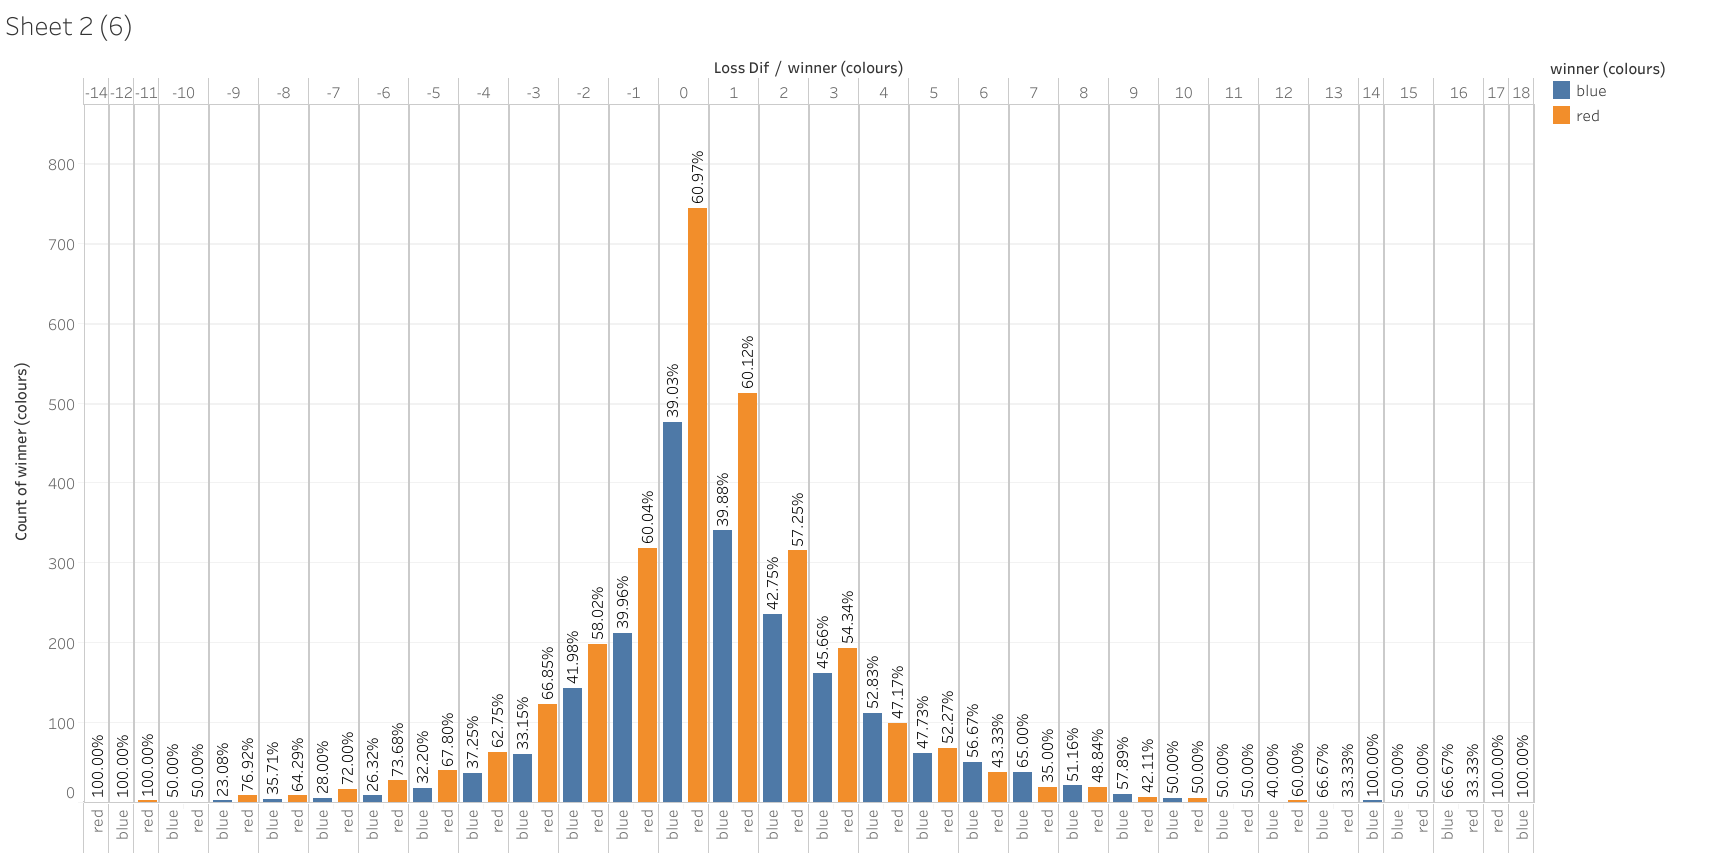 Sheet 2 (6)
Loss Dif / winner (colours)
-14 -12 -11 -10 -9 -8 -7 -6 -5 -4 -3 -2 -1 0 1 2 3 4 5 6 7 8 9 10 11 12 13 14 15 16 17 18
winner (colours)
blue
red
Count of winner (colours)
800
700
600
500
400
300
200
100
0
100.00% 100.00% 100.00% 50.00% 50.00% 23.08% 76.92% 35.71% 64.29% 28.00% 72.00% 26.32% 73.68% 32.20% 67.80% 37.25% 62.75% 33.15% 66.85% 41.98% 58.02% 39.96% 60.04% 39.03% 60.97% 39.88% 60.12% 42.75% 57.25% 45.66% 54.34% 52.83% 47.17% 47.73% 52.27% 56.67% 43.33% 65.00% 35.00% 51.16% 48.84% 57.89% 42.11% 50.00% 50.00% 50.00% 50.00% 40.00% 60.00% 66.67% 33.33% 100.00% 50.00% 50.00% 66.67% 33.33% 100.00% 100.00%
red blue red blue red blue red blue red blue red blue red blue red blue red blue red blue red blue red blue red blue red blue red blue red blue red blue red blue red blue red blue red blue red blue red blue red blue red blue red blue blue red blue red red blue